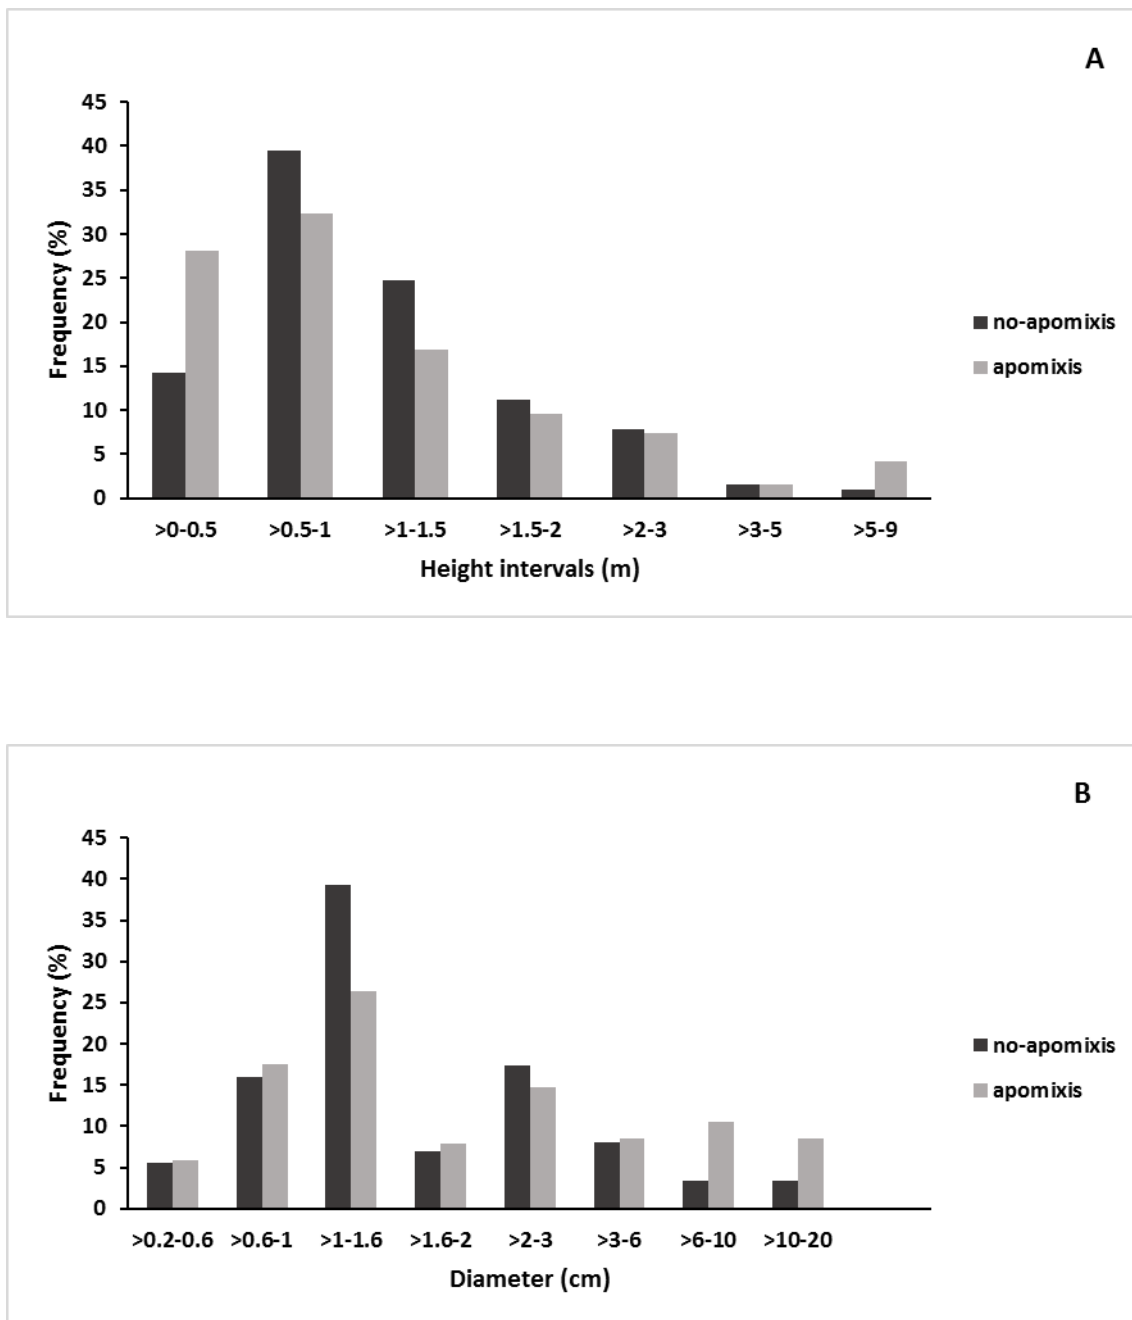 A
45
40
35
30
25
20
15
10
5
0
Frequency (%)
>0-0.5 >0.5-1 >1-1.5 >1.5-2 >2-3 >3-5 >5-9
Height intervals (m)
no-apomixis
apomixis
B
45
40
35
30
25
20
15
10
5
0
Frequency (%)
>0.2-0.6 >0.6-1 >1-1.6 >1.6-2 >2-3 >3-6 >6-10 >10-20
Diameter (cm)
no-apomixis
apomixis